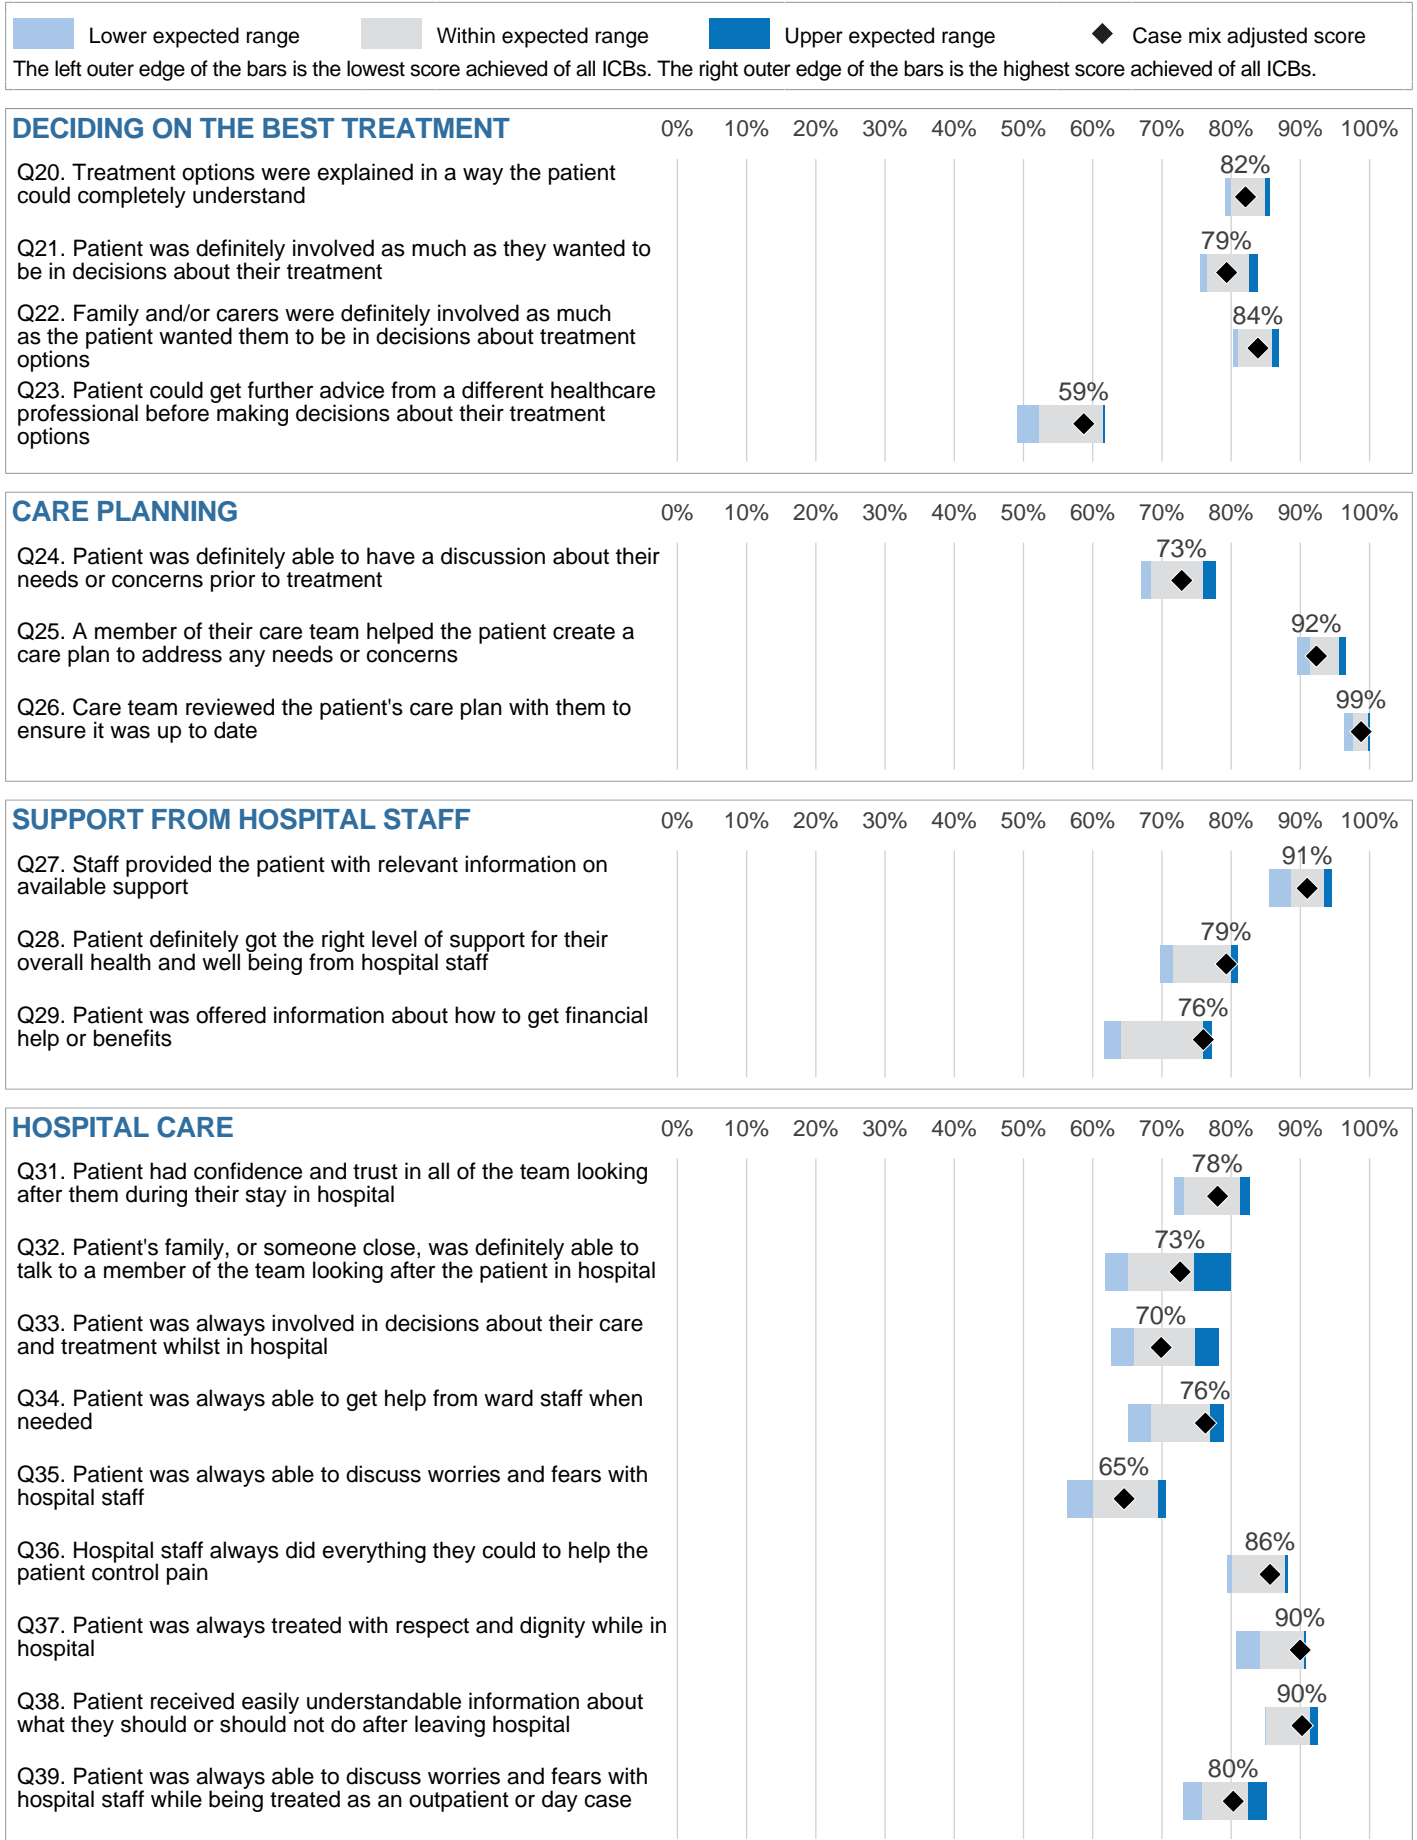 Lower expected range Within expected range Upper expected range Case mix adjusted score
The left outer edge of the bars is the lowest score achieved of all ICBs. The right outer edge of the bars is the highest score achieved of all ICBs.
DECIDING ON THE BEST TREATMENT 0% 10% 20% 30% 40% 50% 60% 70% 80% 90% 100%
Q20. Treatment options were explained in a way the patient
could completely understand
82%
Q21. Patient was definitely involved as much as they wanted to
be in decisions about their treatment
79%
Q22. Family and/or carers were definitely involved as much
as the patient wanted them to be in decisions about treatment
options
84%
Q23. Patient could get further advice from a different healthcare
professional before making decisions about their treatment
options
59%
CARE PLANNING 0% 10% 20% 30% 40% 50% 60% 70% 80% 90% 100%
Q24. Patient was definitely able to have a discussion about their
needs or concerns prior to treatment
73%
Q25. A member of their care team helped the patient create a
care plan to address any needs or concerns
92%
Q26. Care team reviewed the patient's care plan with them to
ensure it was up to date
99%
SUPPORT FROM HOSPITAL STAFF 0% 10% 20% 30% 40% 50% 60% 70% 80% 90% 100%
Q27. Staff provided the patient with relevant information on
available support
91%
Q28. Patient definitely got the right level of support for their
overall health and well being from hospital staff
79%
Q29. Patient was offered information about how to get financial
help or benefits
76%
HOSPITAL CARE 0% 10% 20% 30% 40% 50% 60% 70% 80% 90% 100%
Q31. Patient had confidence and trust in all of the team looking
after them during their stay in hospital
78%
Q32. Patient's family, or someone close, was definitely able to
talk to a member of the team looking after the patient in hospital
73%
Q33. Patient was always involved in decisions about their care
and treatment whilst in hospital
70%
Q34. Patient was always able to get help from ward staff when
needed
76%
Q35. Patient was always able to discuss worries and fears with
hospital staff
65%
Q36. Hospital staff always did everything they could to help the
patient control pain
86%
Q37. Patient was always treated with respect and dignity while in
hospital
90%
Q38. Patient received easily understandable information about
what they should or should not do after leaving hospital
90%
Q39. Patient was always able to discuss worries and fears with
hospital staff while being treated as an outpatient or day case
80%